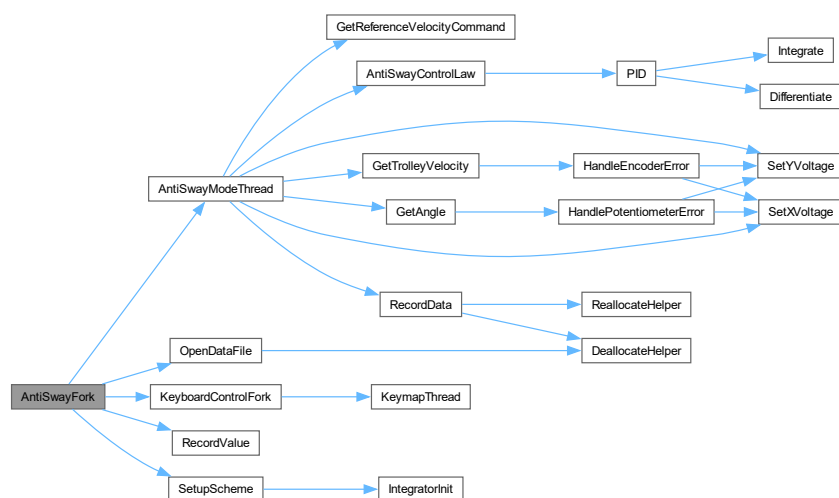 GetReferenceVelocityCommand
Integrate
AntiSwayControlLaw
PID
Differentiate
GetTrolleyVelocity
HandleEncoderError
SetYVoltage
AntiSwayModeThread
GetAngle
HandlePotentiometerError
SetXVoltage
RecordData
ReallocateHelper
OpenDataFile
DeallocateHelper
AntiSwayFork
KeyboardControlFork
KeymapThread
RecordValue
SetupScheme
IntegratorInit